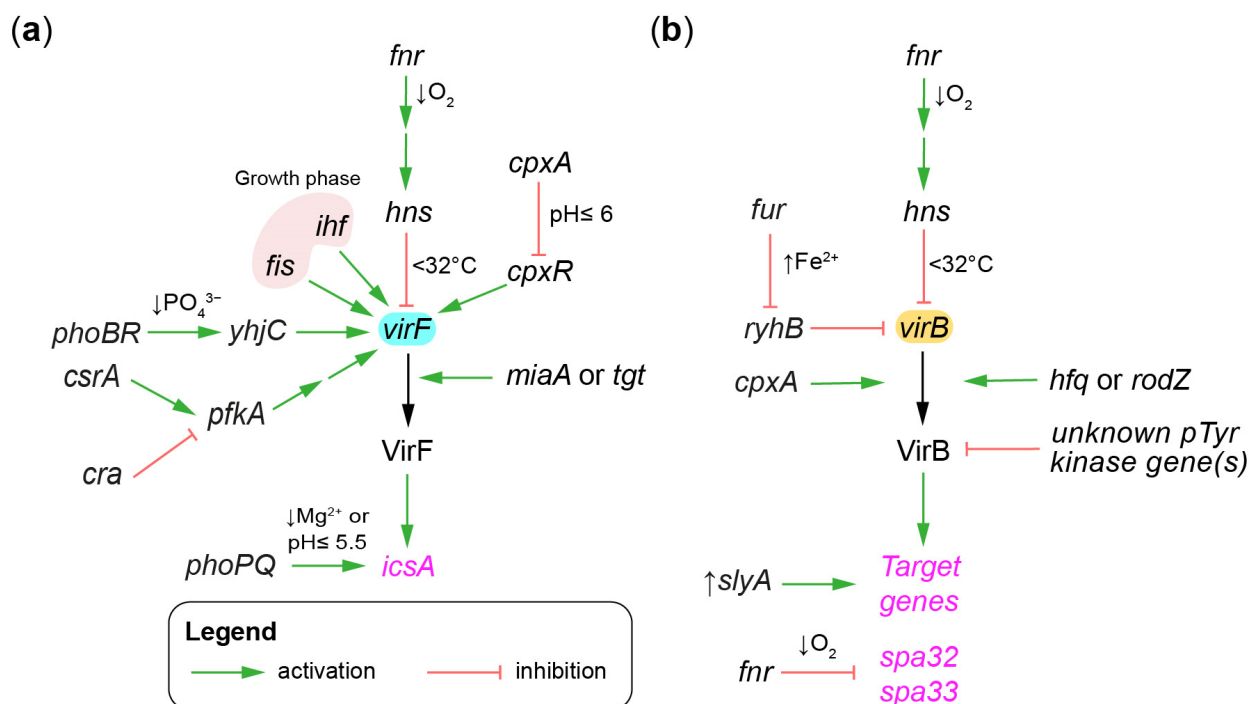 (a)
fnr
↓O₂
Growth phase
ihf
fis
hns
<32°C
cpxA
pH≤ 6
cpxR
↓PO₄³⁻
phoBR
yhjC
virF
csrA
pfkA
cra
miaA or tgt
VirF
↓Mg²⁺ or
pH≤ 5.5
phoPQ
icsA
Legend
activation
inhibition
(b)
fnr
↓O₂
hns
<32°C
fur
↑Fe²⁺
ryhB
virB
cpxA
hfq or rodZ
VirB
unknown pTyr
kinase gene(s)
↑slyA
Target
genes
fnr
↓O₂
spa32
spa33